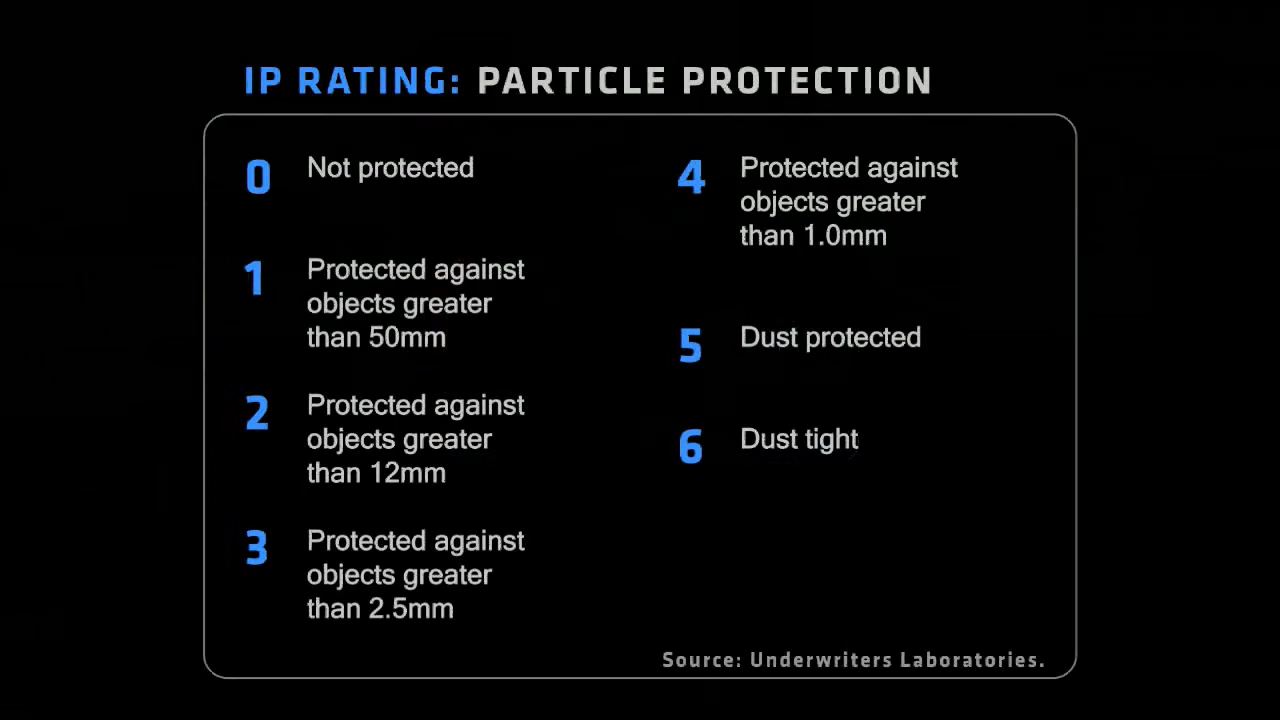 IP RATING: PARTICLE PROTECTION
0 Not protected
1 Protected against
objects greater
than 50mm
2 Protected against
objects greater
than 12mm
3 Protected against
objects greater
than 2.5mm
4 Protected against
objects greater
than 1.0mm
5 Dust protected
6 Dust tight
Source: Underwriters Laboratories.